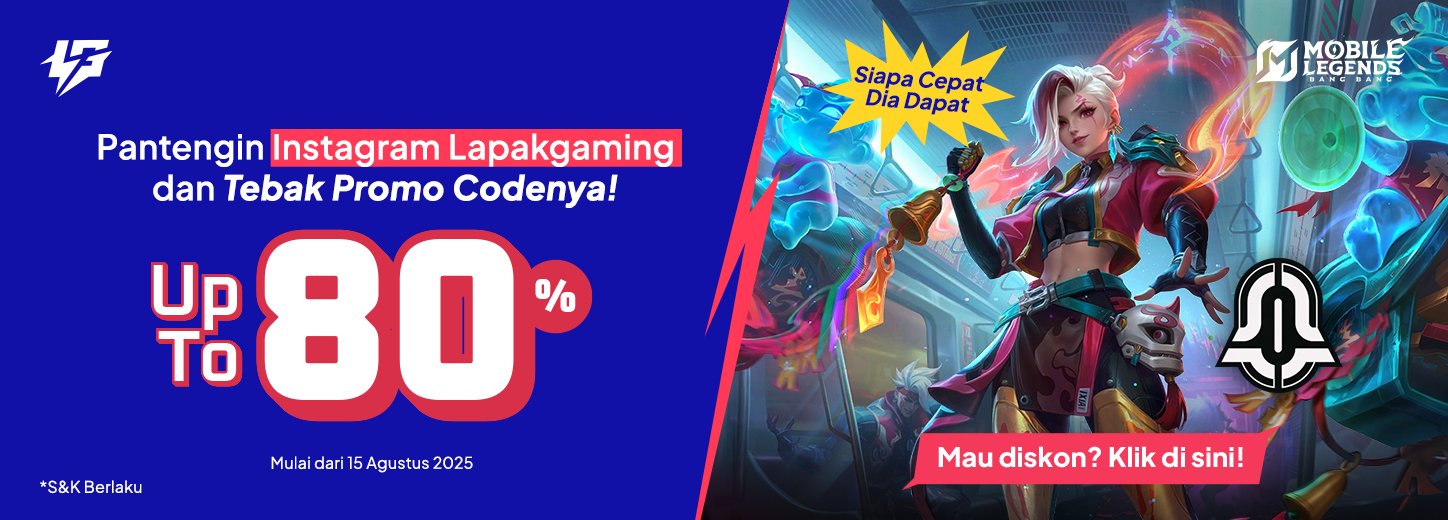 Pantengin Instagram Lapakgaming
dan Tebak Promo Codenya!
Up
To
80%
Mulai dari 15 Agustus 2025
*S&K Berlaku
Siapa Cepat
Dia Dapat
MOBILE
LEGENDS
BANG BANG
Mau diskon? Klik di sini!